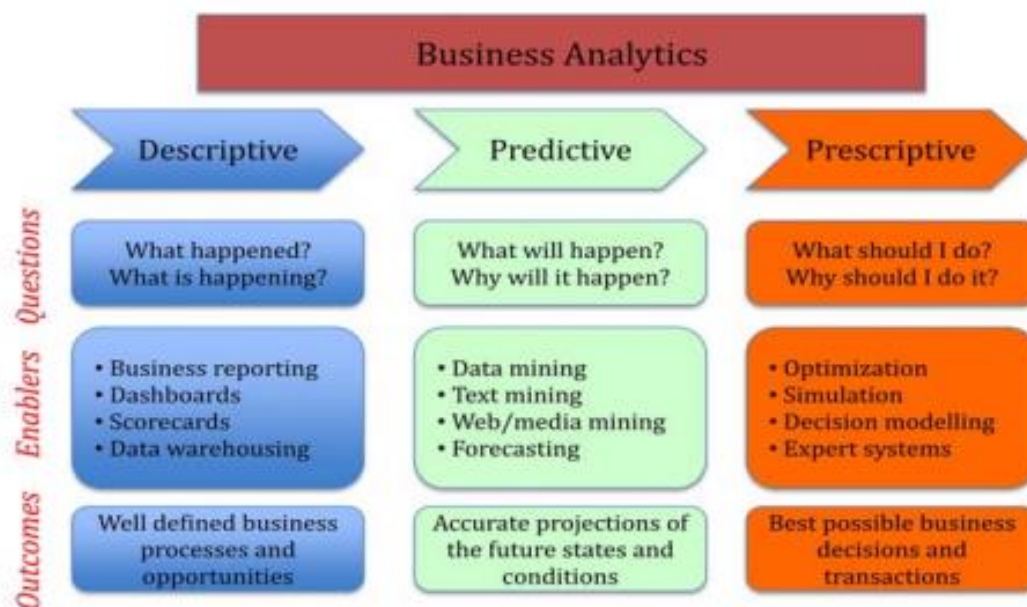 Business Analytics
Descriptive
Predictive
Prescriptive
Questions
What happened?
What is happening?
What will happen?
Why will it happen?
What should I do?
Why should I do it?
Enablers
• Business reporting
• Dashboards
• Scorecards
• Data warehousing
• Data mining
• Text mining
• Web/media mining
• Forecasting
• Optimization
• Simulation
• Decision modelling
• Expert systems
Outcomes
Well defined business
processes and
opportunities
Accurate projections of
the future states and
conditions
Best possible business
decisions and
transactions